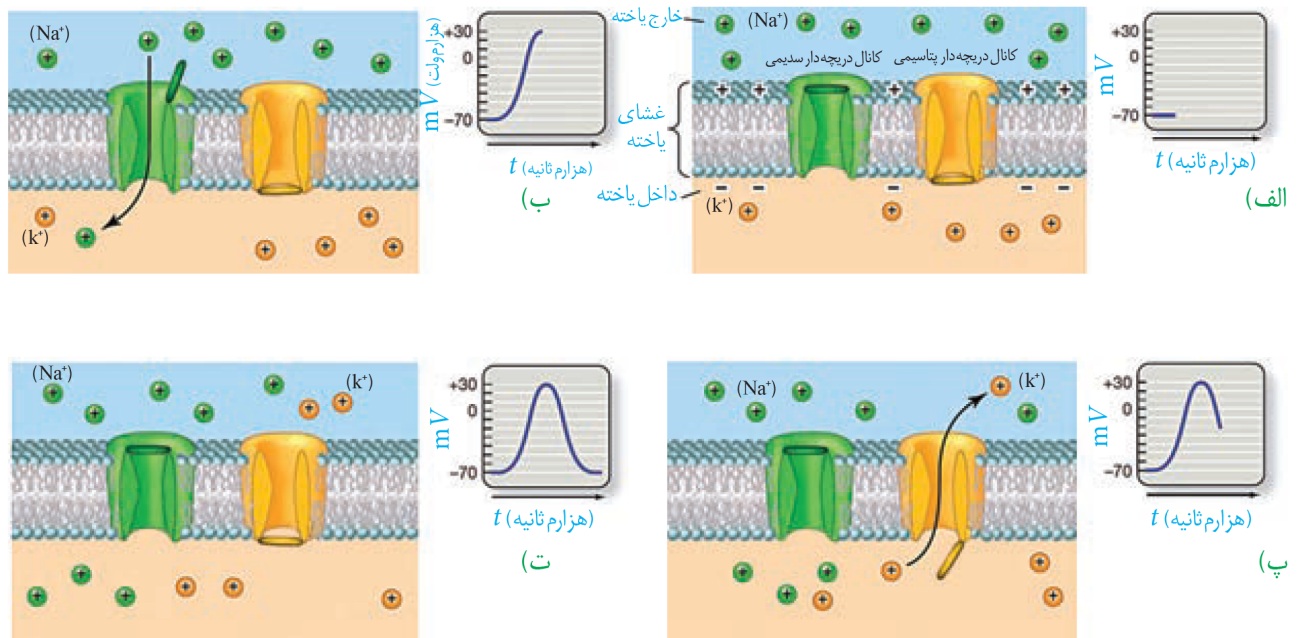 خارج یاخته
(Na⁺)
کانال دریچه‌دار پتاسیمی
کانال دریچه‌دار سدیمی
غشای
یاخته
داخل یاخته
(k⁺)
+30
0
−70
mV
t (هزارم ثانیه)
الف)
(Na⁺)
(k⁺)
+30
0
−70
mV (هزارم ولت)
t (هزارم ثانیه)
ب)
(Na⁺)
(k⁺)
+30
0
−70
mV
t (هزارم ثانیه)
پ)
(Na⁺)
(k⁺)
+30
0
−70
mV
t (هزارم ثانیه)
ت)